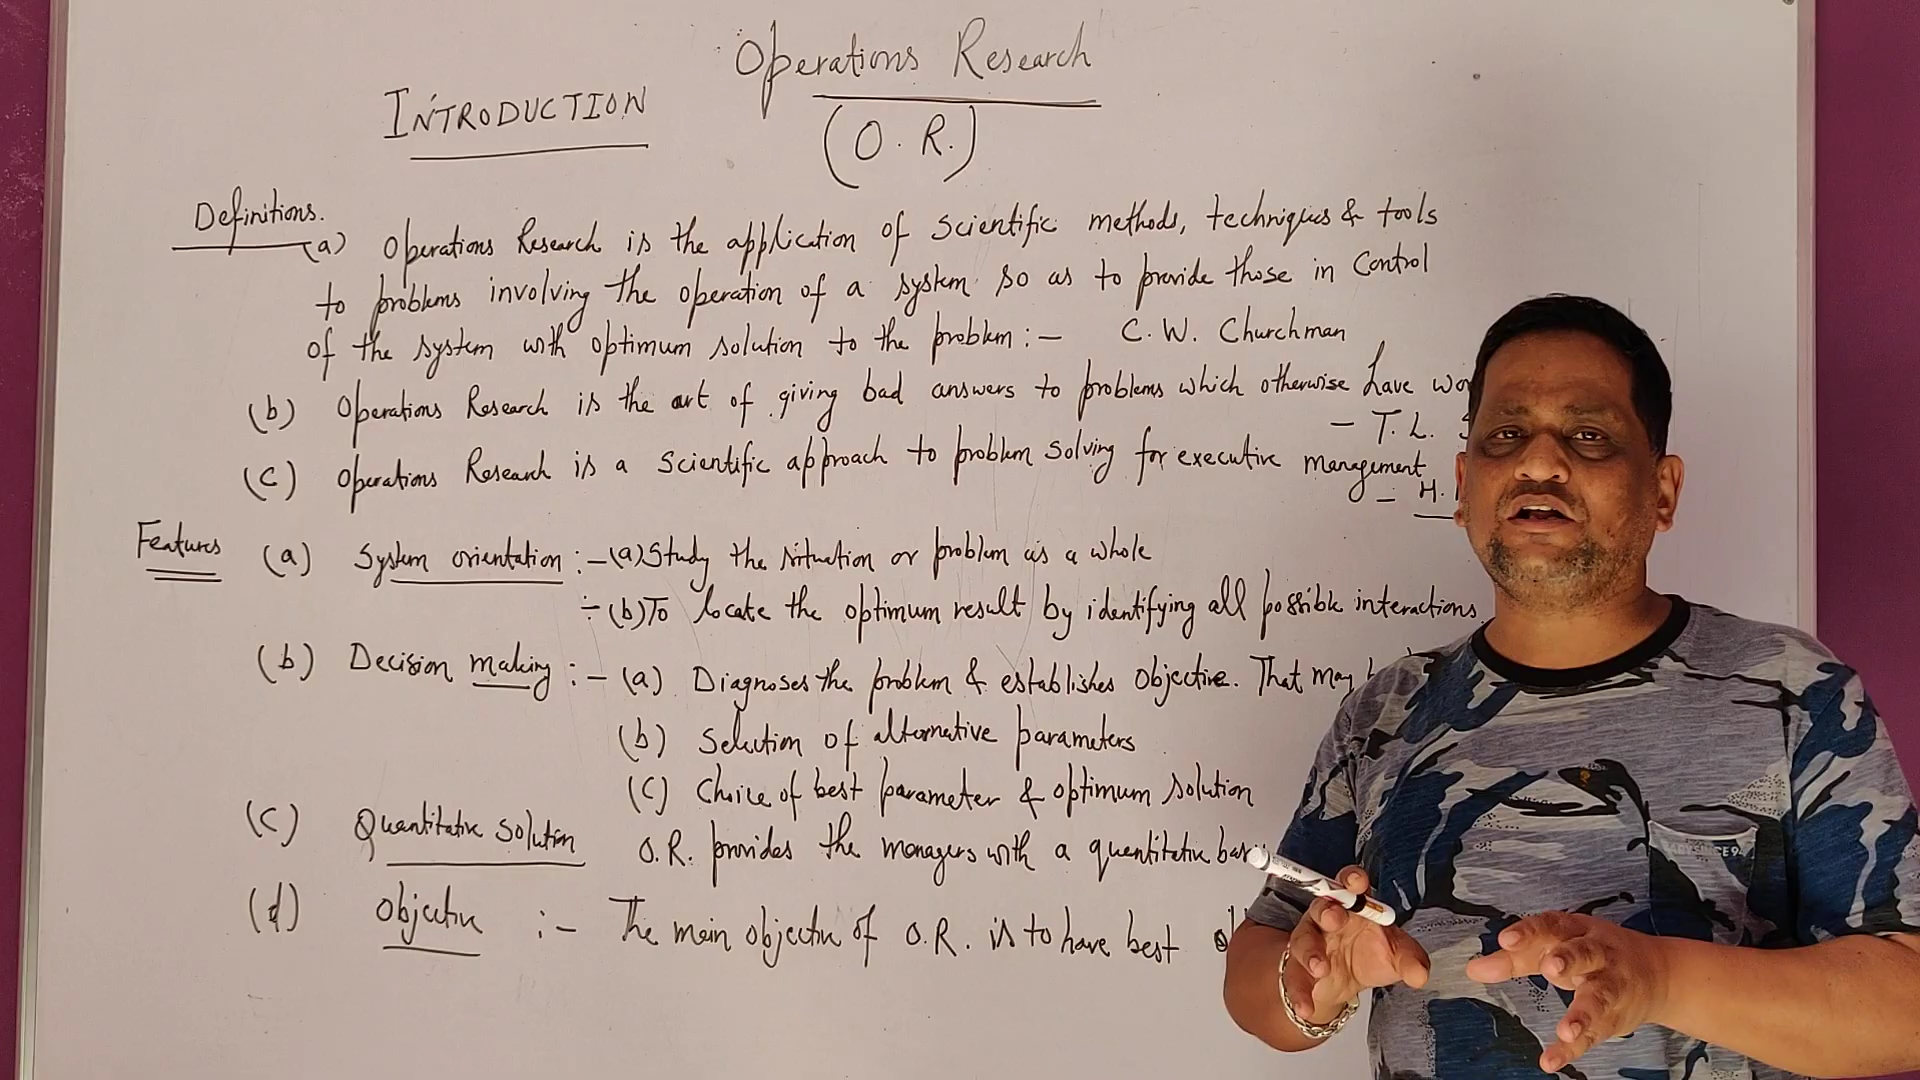 Operations Research
INTRODUCTION
(O. R.)
Definitions.
(a) Operations Research is the application of scientific methods, techniques & tools
to problems involving the operation of a system so as to provide those in Control
of the system with optimum solution to the problem :- C. W. Churchman
(b) Operations Research is the art of giving bad answers to problems which otherwise have
- T. L.
(c) Operations Research is a Scientific approach to problem solving for executive management
- H.
Features
(a) System orientation :- (a) Study the situation or problem as a whole
:- (b) To locate the optimum result by identifying all possible interactions.
(b) Decision making :- (a) Diagnoses the problem & establishes objective. That may
(b) Selection of alternative parameters
(c) Choice of best parameter & optimum solution
(c) Quantitative solution O.R. provides the managers with a quantitative
(d) Objective :- The main objective of O.R. is to have best